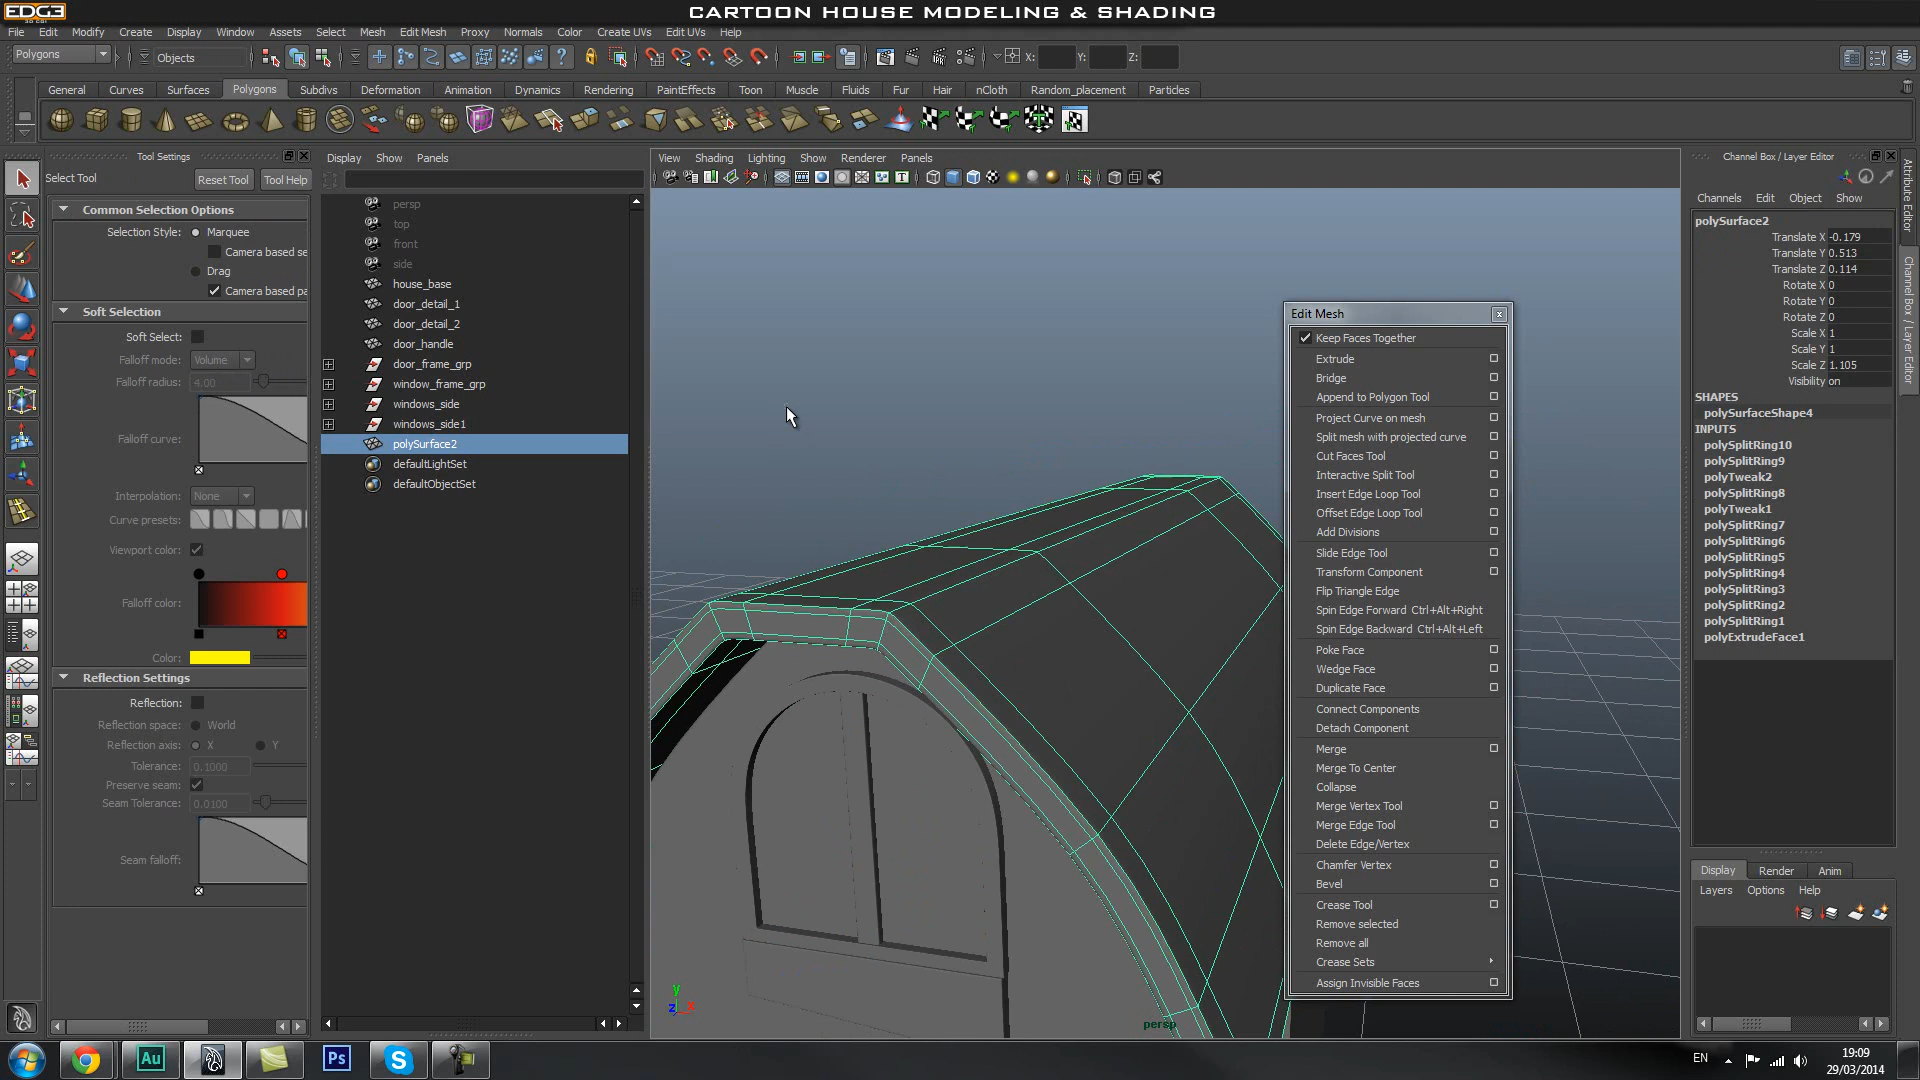 EDG3
CARTOON HOUSE MODELING & SHADING
File Edit Modify Create Display Window Assets Select Mesh Edit Mesh Proxy Normals Color Create UVs Edit UVs Help
Polygons Objects X: Y: Z:
General Curves Surfaces Polygons Subdivs Deformation Animation Dynamics Rendering PaintEffects Toon Muscle Fluids Fur Hair nCloth Random_placement Particles
Tool Settings
Select Tool Reset Tool Tool Help
Common Selection Options
Selection Style: Marquee
Camera based se
Drag
Camera based pa
Soft Selection
Soft Select:
Falloff mode: Volume
Falloff radius: 4.00
Falloff curve:
Interpolation: None
Curve presets:
Viewport color:
Falloff color:
Color:
Reflection Settings
Reflection:
Reflection space: World
Reflection axis: X Y
Tolerance: 0.1000
Preserve seam:
Seam Tolerance: 0.0100
Seam falloff:
Display Show Panels
persp
top
front
side
house_base
door_detail_1
door_detail_2
door_handle
door_frame_grp
window_frame_grp
windows_side
windows_side1
polySurface2
defaultLightSet
defaultObjectSet
View Shading Lighting Show Renderer Panels
y
z x
persp
Edit Mesh
Keep Faces Together
Extrude
Bridge
Append to Polygon Tool
Project Curve on mesh
Split mesh with projected curve
Cut Faces Tool
Interactive Split Tool
Insert Edge Loop Tool
Offset Edge Loop Tool
Add Divisions
Slide Edge Tool
Transform Component
Flip Triangle Edge
Spin Edge Forward Ctrl+Alt+Right
Spin Edge Backward Ctrl+Alt+Left
Poke Face
Wedge Face
Duplicate Face
Connect Components
Detach Component
Merge
Merge To Center
Collapse
Merge Vertex Tool
Merge Edge Tool
Delete Edge/Vertex
Chamfer Vertex
Bevel
Crease Tool
Remove selected
Remove all
Crease Sets
Assign Invisible Faces
Channel Box / Layer Editor
Channels Edit Object Show
polySurface2
Translate X -0.179
Translate Y 0.513
Translate Z 0.114
Rotate X 0
Rotate Y 0
Rotate Z 0
Scale X 1
Scale Y 1
Scale Z 1.105
Visibility on
SHAPES
polySurfaceShape4
INPUTS
polySplitRing10
polySplitRing9
polyTweak2
polySplitRing8
polyTweak1
polySplitRing7
polySplitRing6
polySplitRing5
polySplitRing4
polySplitRing3
polySplitRing2
polySplitRing1
polyExtrudeFace1
Display Render Anim
Layers Options Help
Attribute Editor
Channel Box / Layer Editor
Au
Ps
EN
19:09
29/03/2014